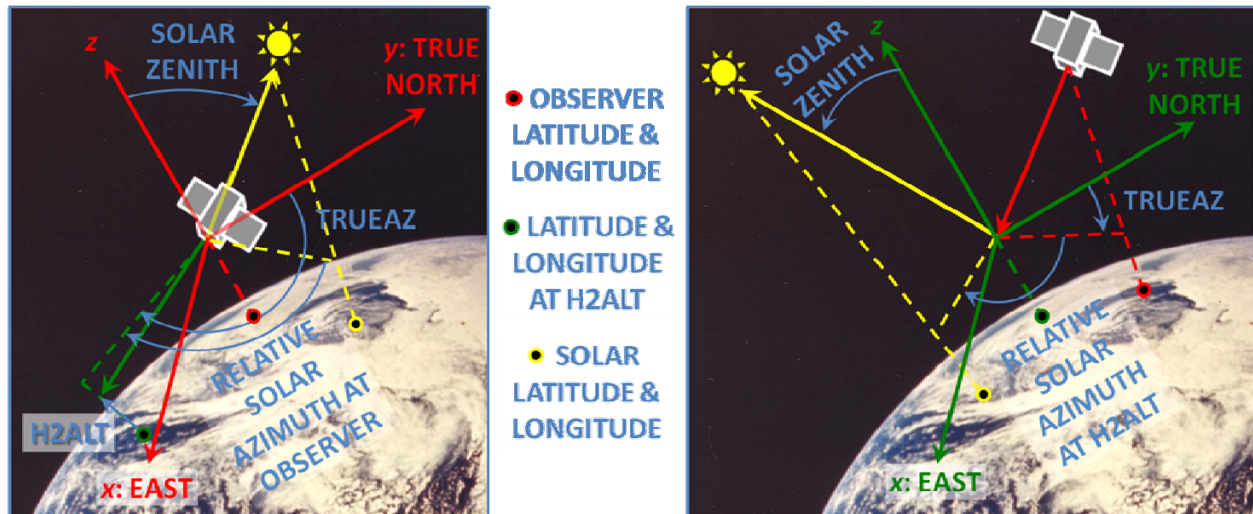 z
SOLAR
ZENITH
y: TRUE
NORTH
TRUEAZ
RELATIVE
SOLAR
AZIMUTH AT
OBSERVER
H2ALT
x: EAST
OBSERVER
LATITUDE &
LONGITUDE
LATITUDE &
LONGITUDE
AT H2ALT
SOLAR
LATITUDE &
LONGITUDE
z
SOLAR
ZENITH
y: TRUE
NORTH
TRUEAZ
RELATIVE
SOLAR
AZIMUTH
AT H2ALT
x: EAST